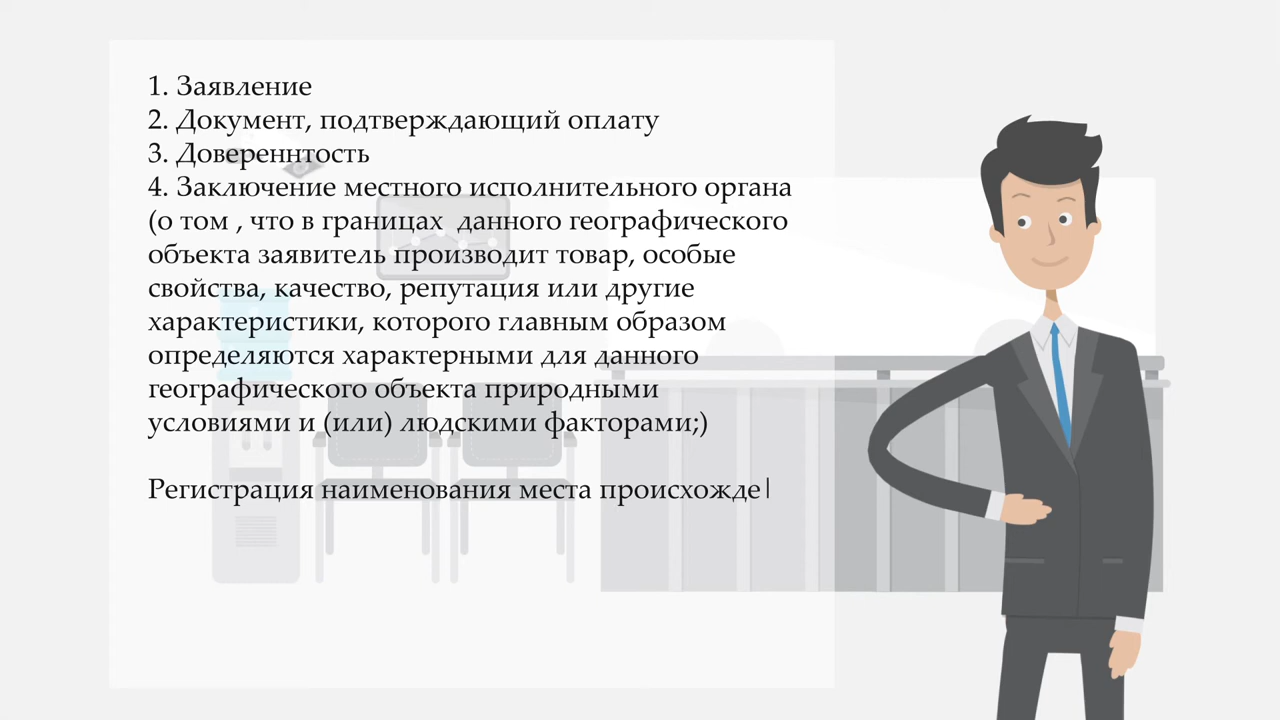 1. Заявление
2. Документ, подтверждающий оплату
3. Довереннтость
4. Заключение местного исполнительного органа
(о том , что в границах  данного географического
объекта заявитель производит товар, особые
свойства, качество, репутация или другие
характеристики, которого главным образом
определяются характерными для данного
географического объекта природными
условиями и (или) людскими факторами;)
Регистрация наименования места происхожде|